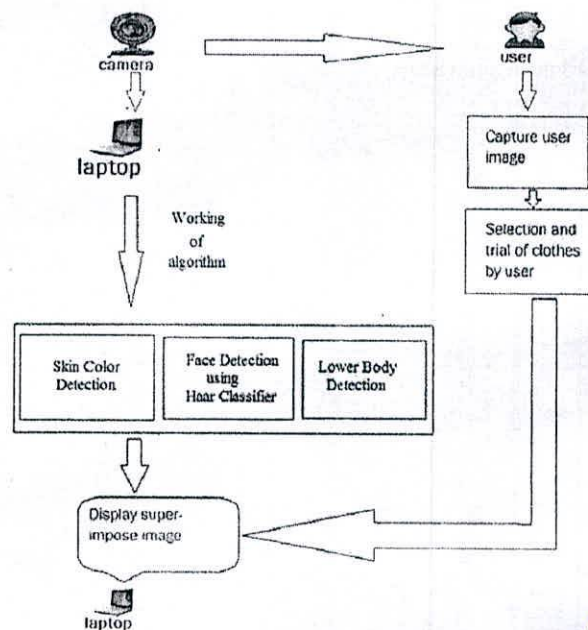 camera
user
laptop
Capture user
image
Working
of
algorithm
Selection and
trial of clothes
by user
Skin Color
Detection
Face Detection
using
Haar Classifier
Lower Body
Detection
Display super-
impose image
laptop